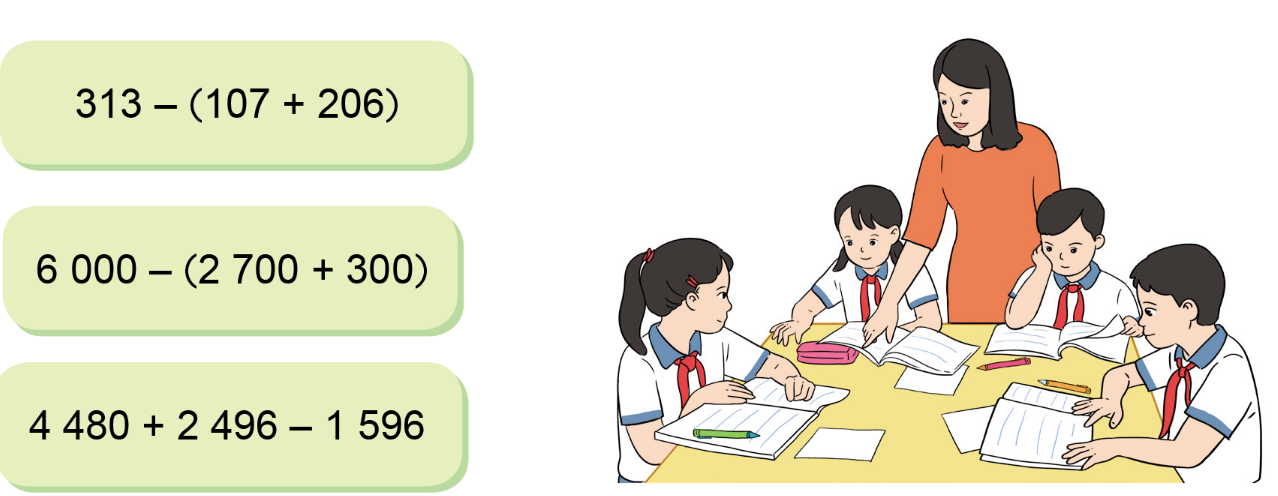 313 – (107 + 206)
6 000 – (2 700 + 300)
4 480 + 2 496 – 1 596